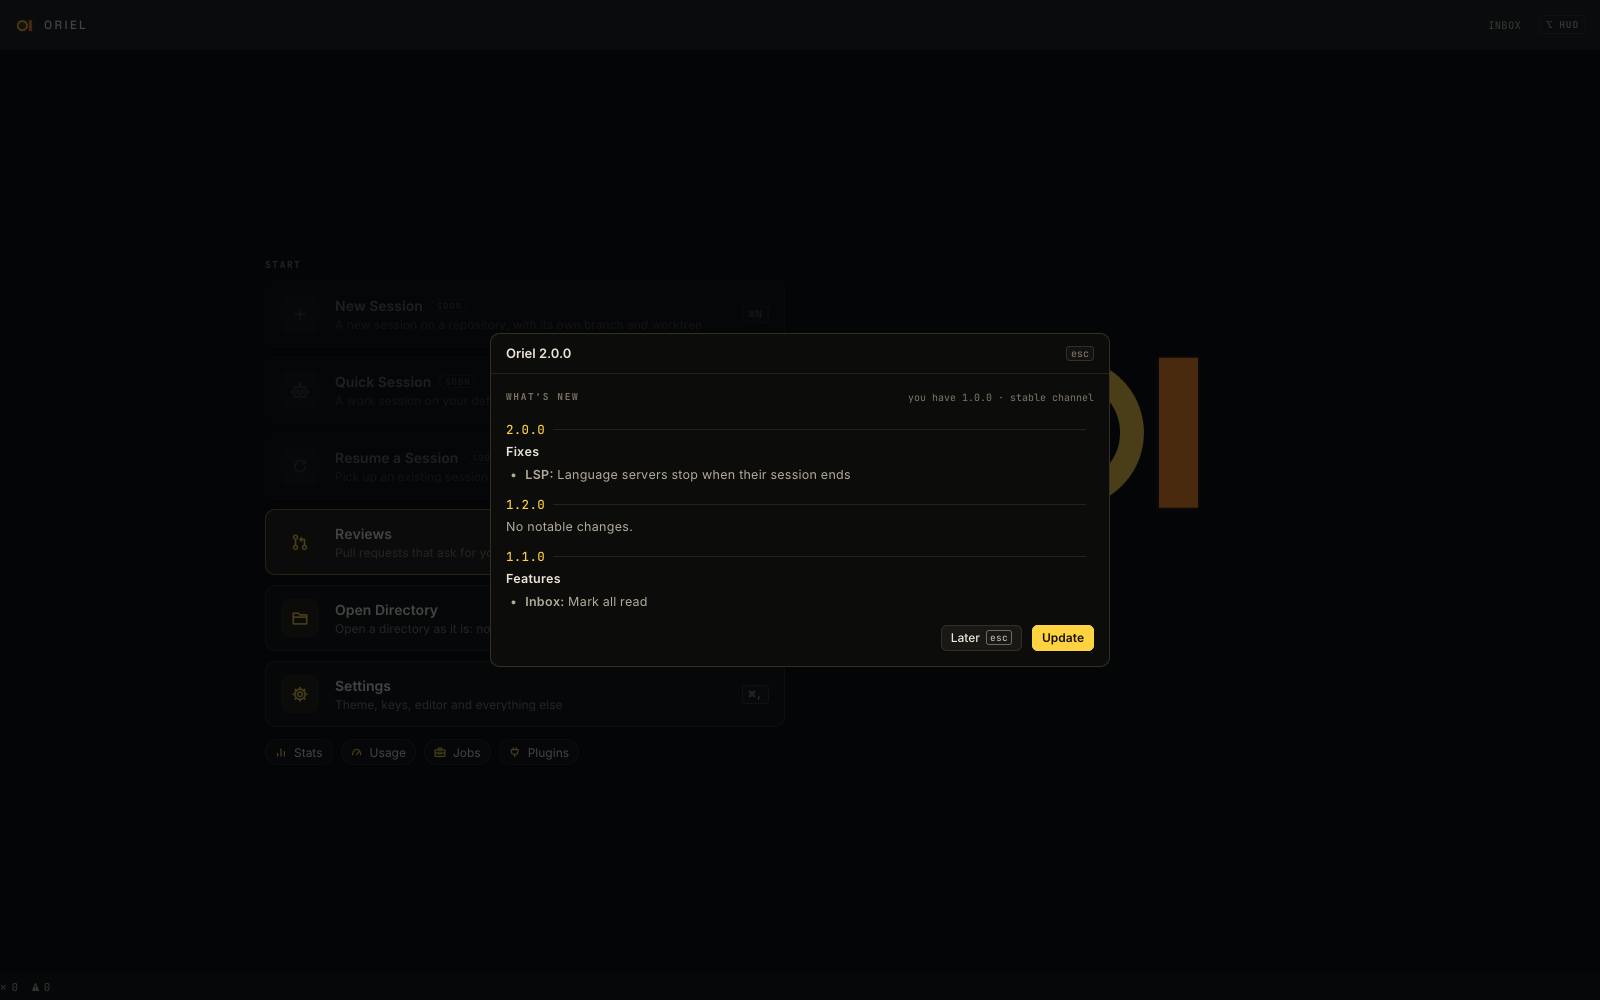 ORIEL
INBOX
⌥ HUD
START
New Session SOON
A new session on a repository, with its own branch and worktree
⌘N
Quick Session SOON
A work session on your def
Resume a Session SOO
Pick up an existing session
Reviews
Pull requests that ask for yo
Open Directory
Open a directory as it is: no
Settings
Theme, keys, editor and everything else
⌘,
Stats
Usage
Jobs
Plugins
Oriel 2.0.0
esc
WHAT'S NEW
you have 1.0.0 · stable channel
2.0.0
Fixes
• LSP: Language servers stop when their session ends
1.2.0
No notable changes.
1.1.0
Features
• Inbox: Mark all read
Later esc
Update
× 0 ▲ 0